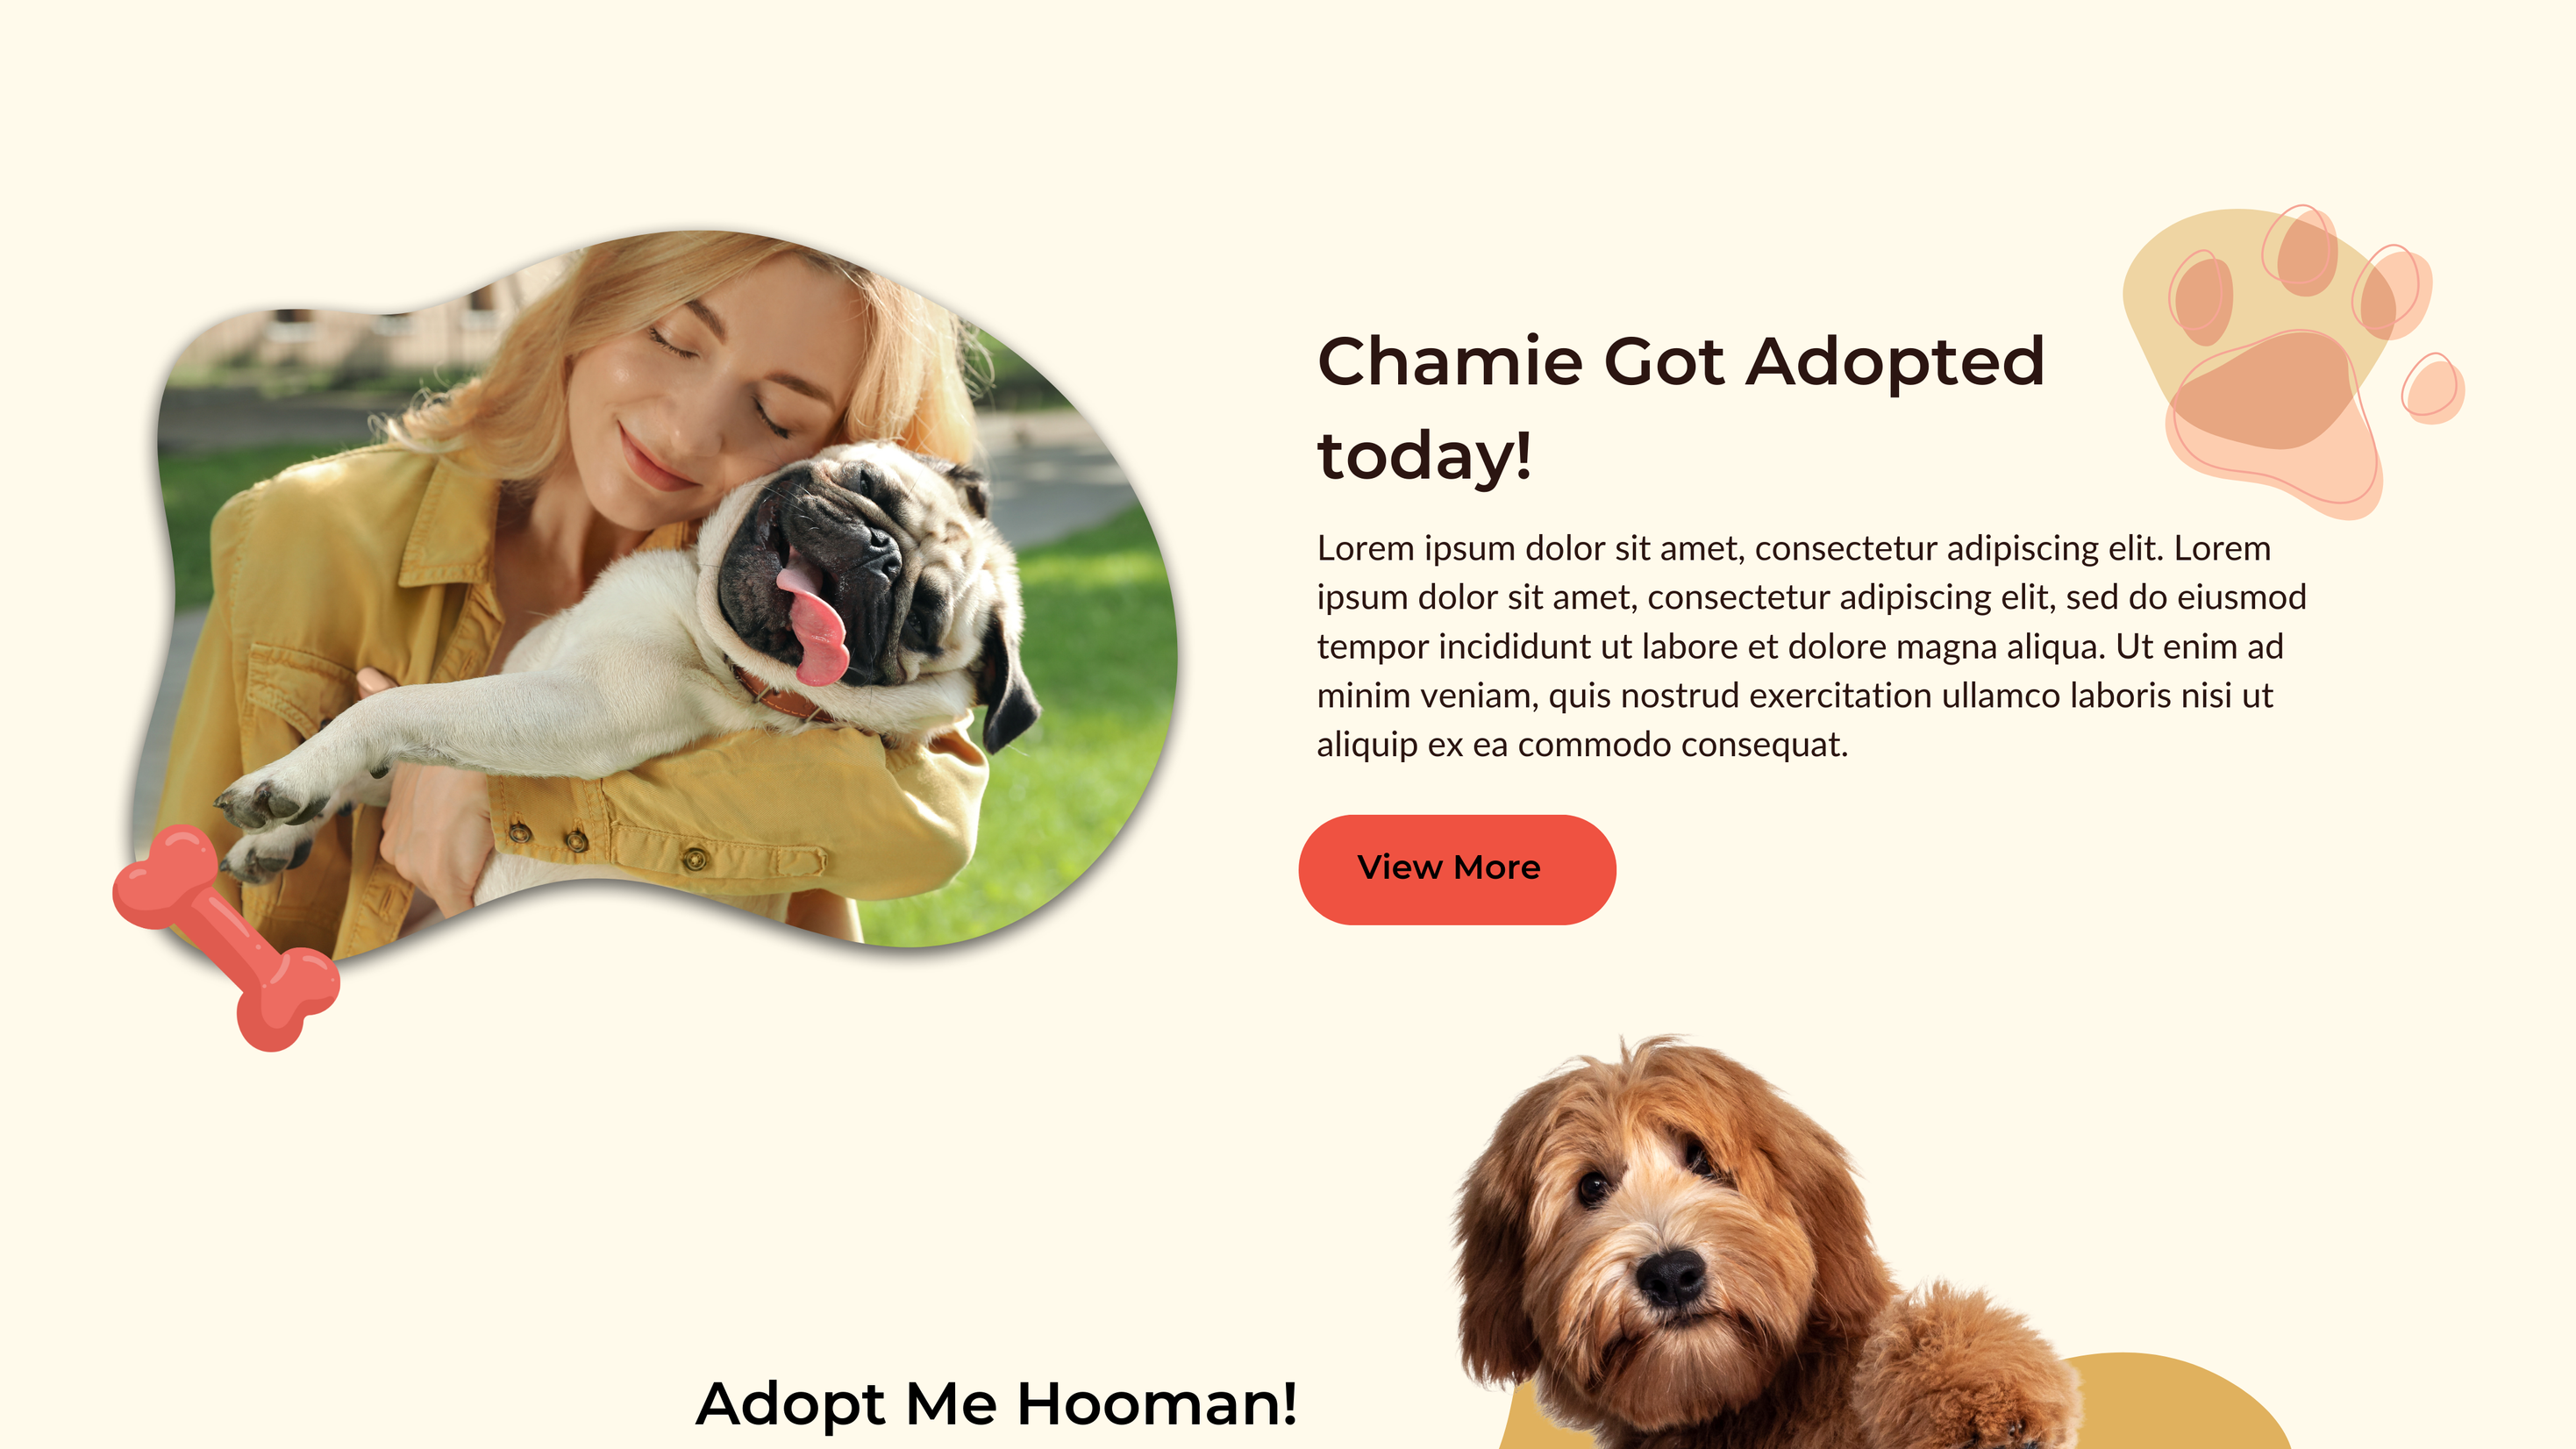 Chamie Got Adopted
today!
Lorem ipsum dolor sit amet, consectetur adipiscing elit. Lorem
ipsum dolor sit amet, consectetur adipiscing elit, sed do eiusmod
tempor incididunt ut labore et dolore magna aliqua. Ut enim ad
minim veniam, quis nostrud exercitation ullamco laboris nisi ut
aliquip ex ea commodo consequat.
View More
Adopt Me Hooman!